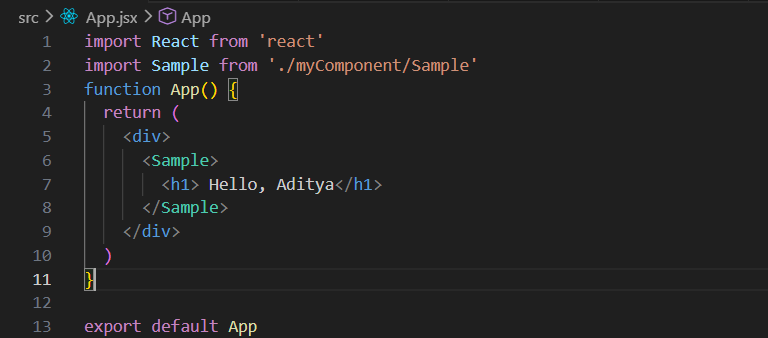 src > App.jsx > App
1 import React from 'react'
2 import Sample from './myComponent/Sample'
3 function App() {
4   return (
5     <div>
6       <Sample>
7         <h1> Hello, Aditya</h1>
8       </Sample>
9     </div>
10   )
11 }
12
13 export default App